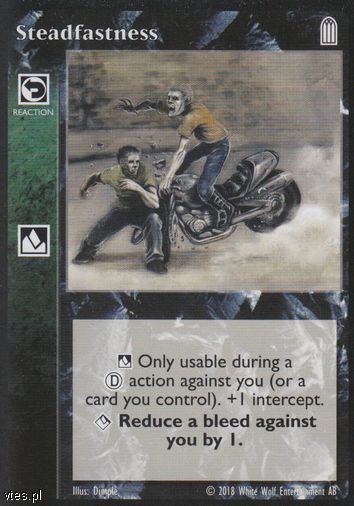 Steadfastness
REACTION
Only usable during a
D action against you (or a
card you control). +1 intercept.
Reduce a bleed against
you by 1.
Illus: Dimple
© 2018 White Wolf Entertainment AB
vtes.pl